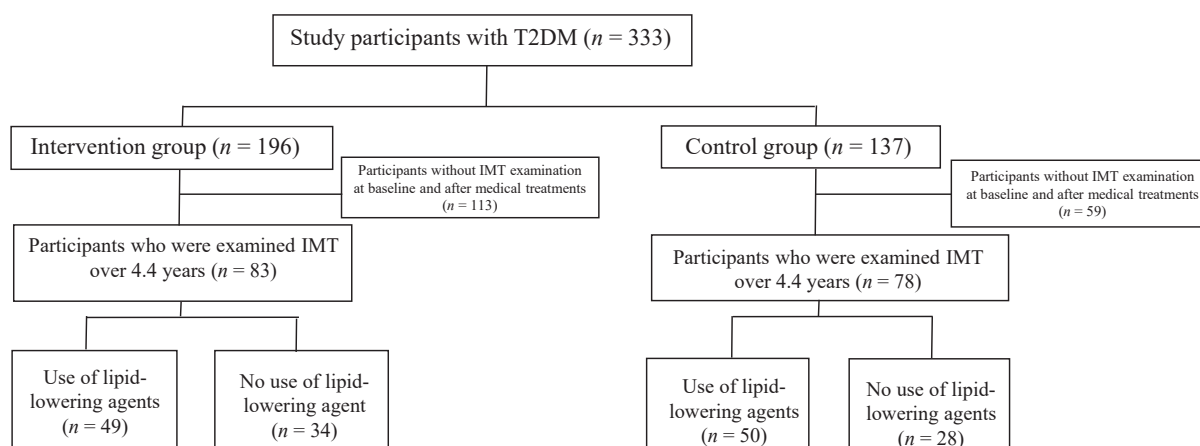 Study participants with T2DM (n = 333)
Intervention group (n = 196)
Control group (n = 137)
Participants without IMT examination
at baseline and after medical treatments
(n = 113)
Participants without IMT examination
at baseline and after medical treatments
(n = 59)
Participants who were examined IMT
over 4.4 years (n = 83)
Participants who were examined IMT
over 4.4 years (n = 78)
Use of lipid-
lowering agents
(n = 49)
No use of lipid-
lowering agent
(n = 34)
Use of lipid-
lowering agents
(n = 50)
No use of lipid-
lowering agents
(n = 28)